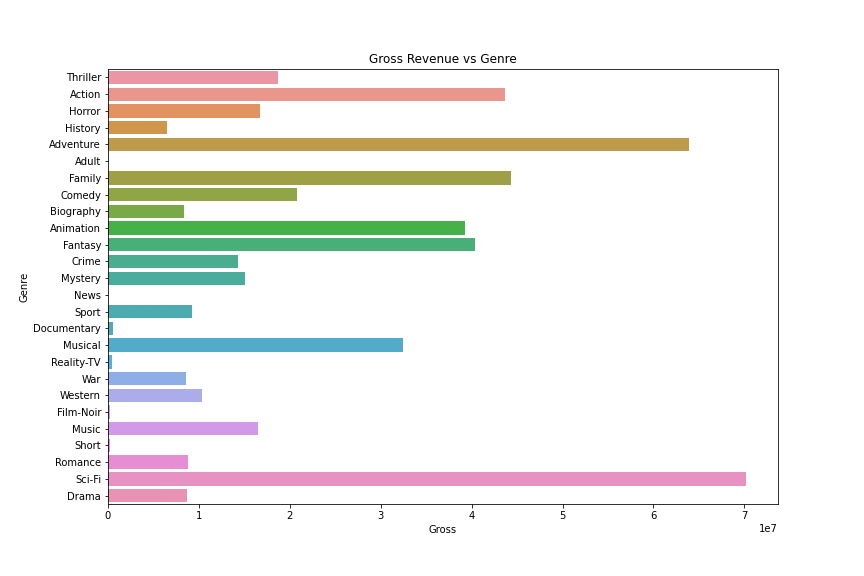 Gross Revenue vs Genre
Thriller
Action
Horror
History
Adventure
Adult
Family
Comedy
Biography
Animation
Fantasy
Crime
Mystery
News
Sport
Documentary
Musical
Reality-TV
War
Western
Film-Noir
Music
Short
Romance
Sci-Fi
Drama
Genre
0 1 2 3 4 5 6 7
1e7
Gross